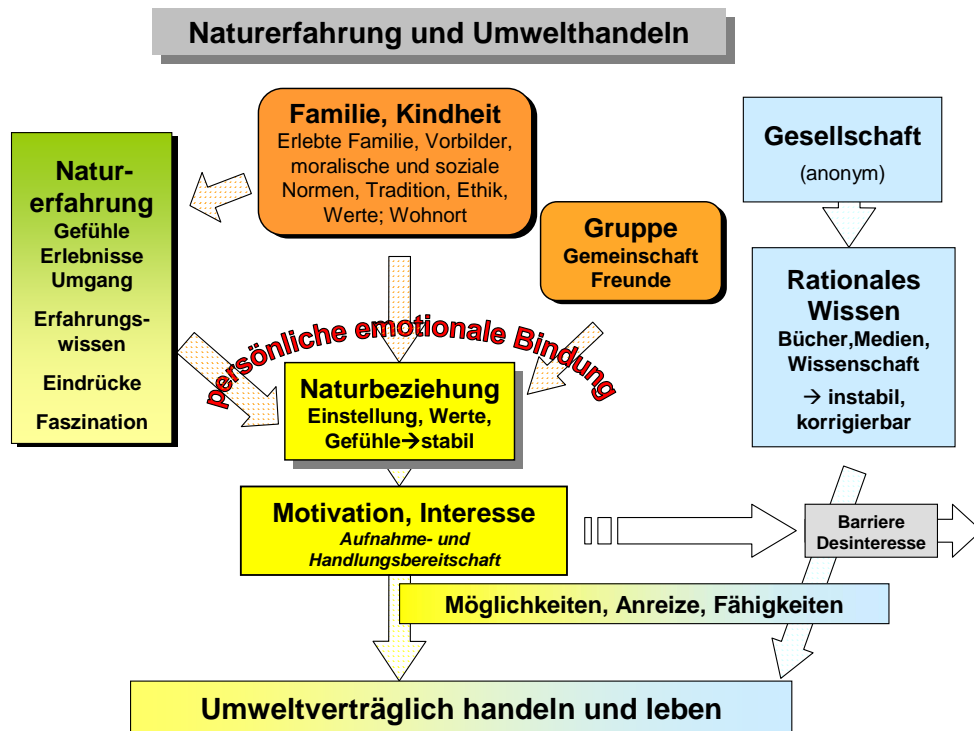 Naturerfahrung und Umwelthandeln
Familie, Kindheit
Erlebte Familie, Vorbilder,
moralische und soziale
Normen, Tradition, Ethik,
Werte; Wohnort
Gesellschaft
(anonym)
Natur-
erfahrung
Gefühle
Erlebnisse
Umgang
Erfahrungs-
wissen
Eindrücke
Faszination
Gruppe
Gemeinschaft
Freunde
Rationales
Wissen
Bücher,Medien,
Wissenschaft
→ instabil,
korrigierbar
persönliche emotionale Bindung
Naturbeziehung
Einstellung, Werte,
Gefühle→stabil
Motivation, Interesse
Aufnahme- und
Handlungsbereitschaft
Barriere
Desinteresse
Möglichkeiten, Anreize, Fähigkeiten
Umweltverträglich handeln und leben